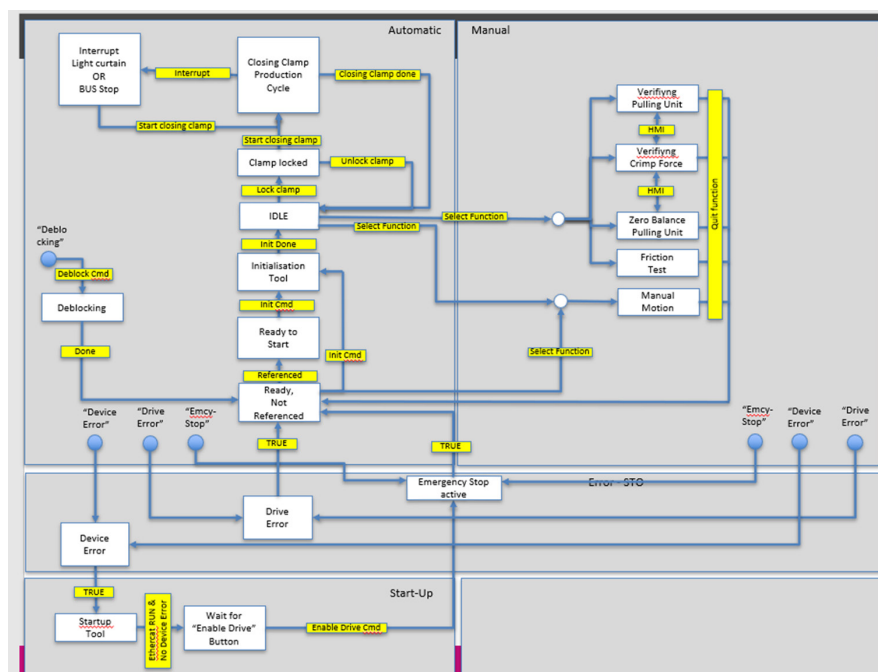 Automatic
Manual
Interrupt
Light curtain
OR
BUS Stop
Interrupt
Closing Clamp
Production
Cycle
Closing Clamp done
Start closing clamp
Start closing clamp
Clamp locked
Unlock clamp
Lock clamp
IDLE
Select Function
Select Function
Init Done
Initialisation
Tool
Init Cmd
Ready to
Start
Init Cmd
Referenced
Ready,
Not
Referenced
"Deblo
cking"
Deblock Cmd
Deblocking
Done
Verifiyng
Pulling Unit
HMI
Verifiyng
Crimp Force
HMI
Zero Balance
Pulling Unit
Friction
Test
Manual
Motion
Quit function
Select Function
"Device
Error"
"Drive
Error"
"Emcy-
Stop"
TRUE
TRUE
"Emcy-
Stop"
"Device
Error"
"Drive
Error"
Emergency Stop
active
Error - STO
Drive
Error
Device
Error
TRUE
Start-Up
Startup
Tool
Ethercat RUN &
No Device Error
Wait for
"Enable Drive"
Button
Enable Drive Cmd